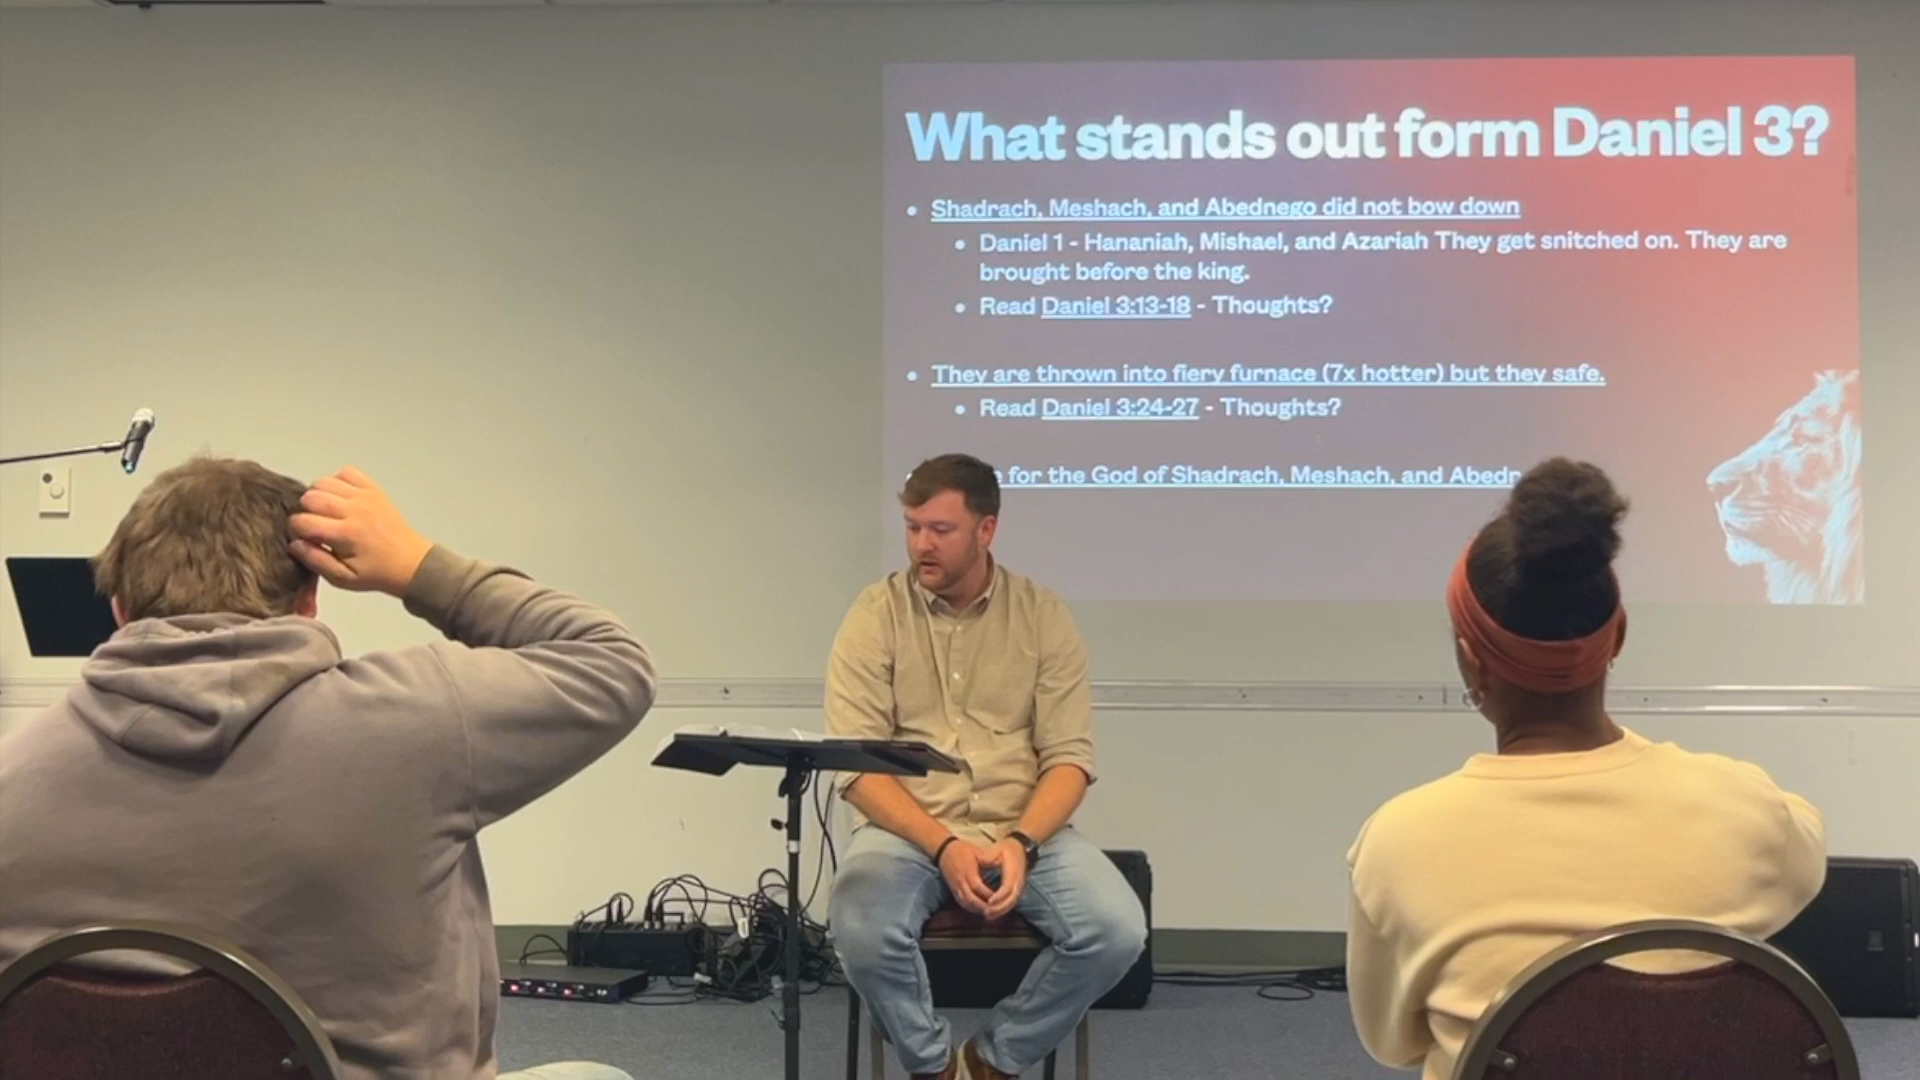 What stands out form Daniel 3?
• Shadrach, Meshach, and Abednego did not bow down
• Daniel 1 - Hananiah, Mishael, and Azariah They get snitched on. They are
brought before the king.
• Read Daniel 3:13-18 - Thoughts?
• They are thrown into fiery furnace (7x hotter) but they safe.
• Read Daniel 3:24-27 - Thoughts?
for the God of Shadrach, Meshach, and